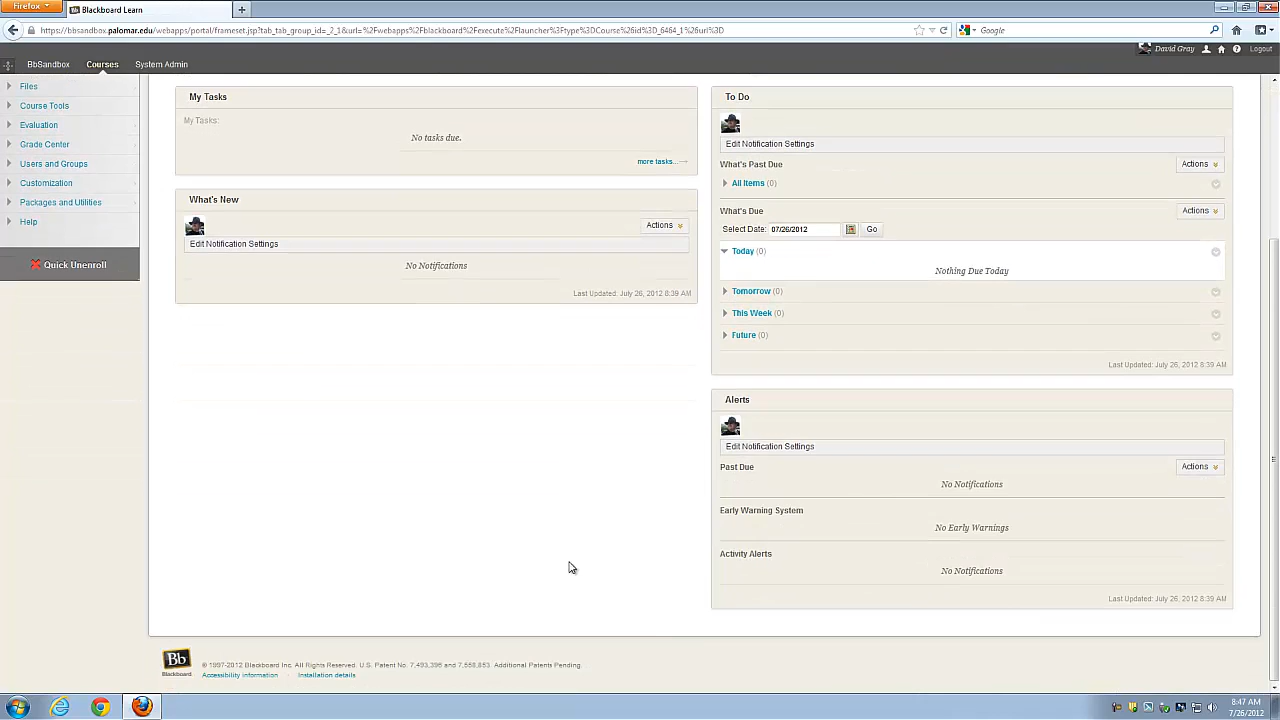 Firefox
Blackboard Learn
https://bbsandbox.palomar.edu/webapps/portal/frameset.jsp?tab_tab_group_id=_2_1&url=%2Fwebapps%2Fblackboard%2Fexecute%2Flauncher%3Ftype%3DCourse%26id%3D_6464_1%26url%3D
Google
David Gray
Logout
BbSandbox Courses System Admin
Files
Course Tools
Evaluation
Grade Center
Users and Groups
Customization
Packages and Utilities
Help
Quick Unenroll
My Tasks
My Tasks:
No tasks due.
more tasks...
What's New
Actions
Edit Notification Settings
No Notifications
Last Updated: July 26, 2012 8:39 AM
To Do
Edit Notification Settings
What's Past Due
Actions
All Items (0)
What's Due
Actions
Select Date: 07/26/2012 Go
Today (0)
Nothing Due Today
Tomorrow (0)
This Week (0)
Future (0)
Last Updated: July 26, 2012 8:39 AM
Alerts
Edit Notification Settings
Past Due
Actions
No Notifications
Early Warning System
No Early Warnings
Activity Alerts
No Notifications
Last Updated: July 26, 2012 8:39 AM
Bb
Blackboard
© 1997-2012 Blackboard Inc. All Rights Reserved. U.S. Patent No. 7,493,396 and 7,558,853. Additional Patents Pending.
Accessibility information · Installation details
8:47 AM
7/26/2012